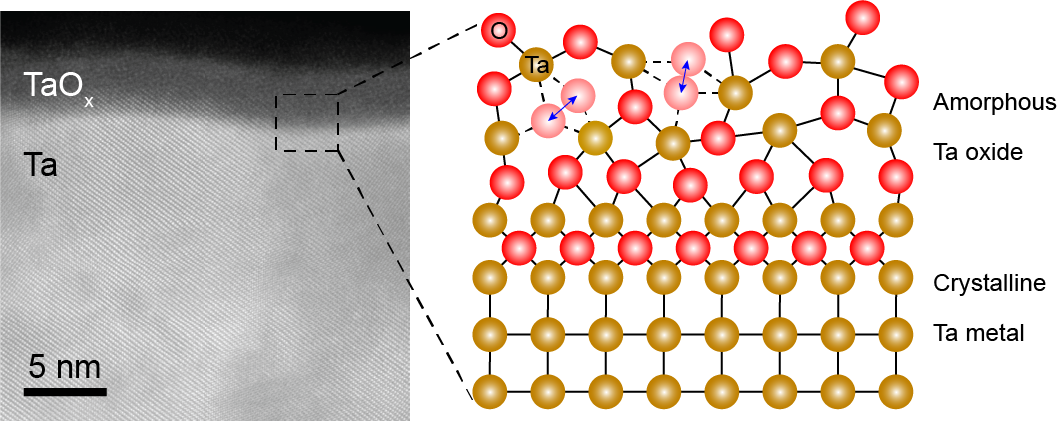 TaOx
Ta
5 nm
O
Ta
Amorphous
Ta oxide
Crystalline
Ta metal